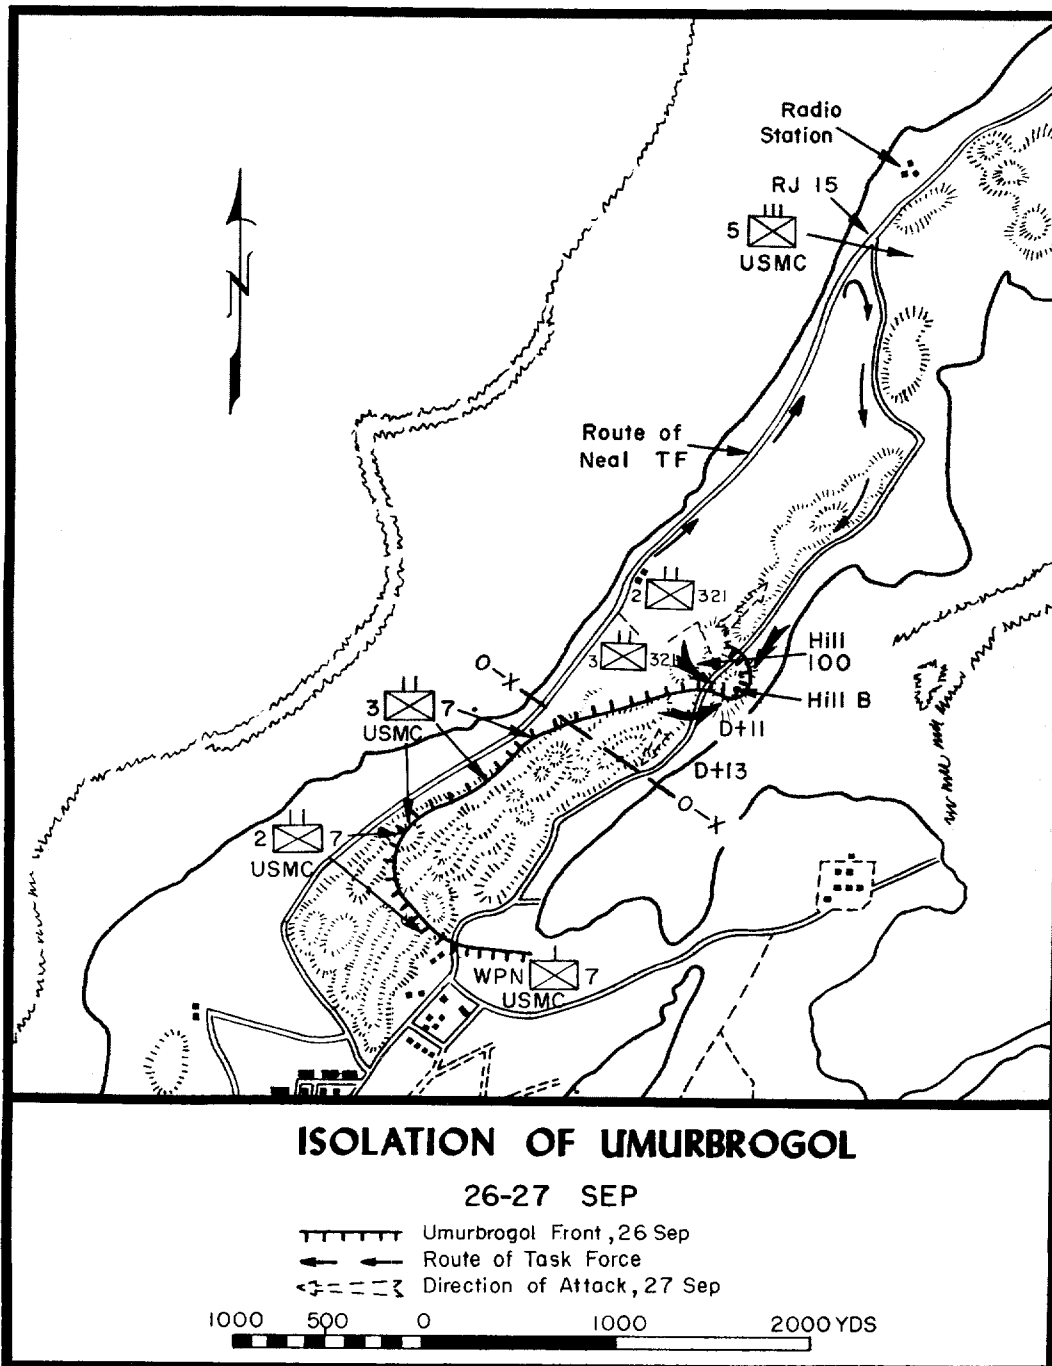 Radio
Station
RJ 15
5
USMC
N
Route of
Neal TF
2 321
3 321
Hill
100
Hill B
O-X
3 7
USMC
D+11
D+13
O-X
2 7
USMC
WPN 7
USMC
ISOLATION OF UMURBROGOL
26-27 SEP
Umurbrogol Front, 26 Sep
Route of Task Force
Direction of Attack, 27 Sep
1000 500 0 1000 2000 YDS